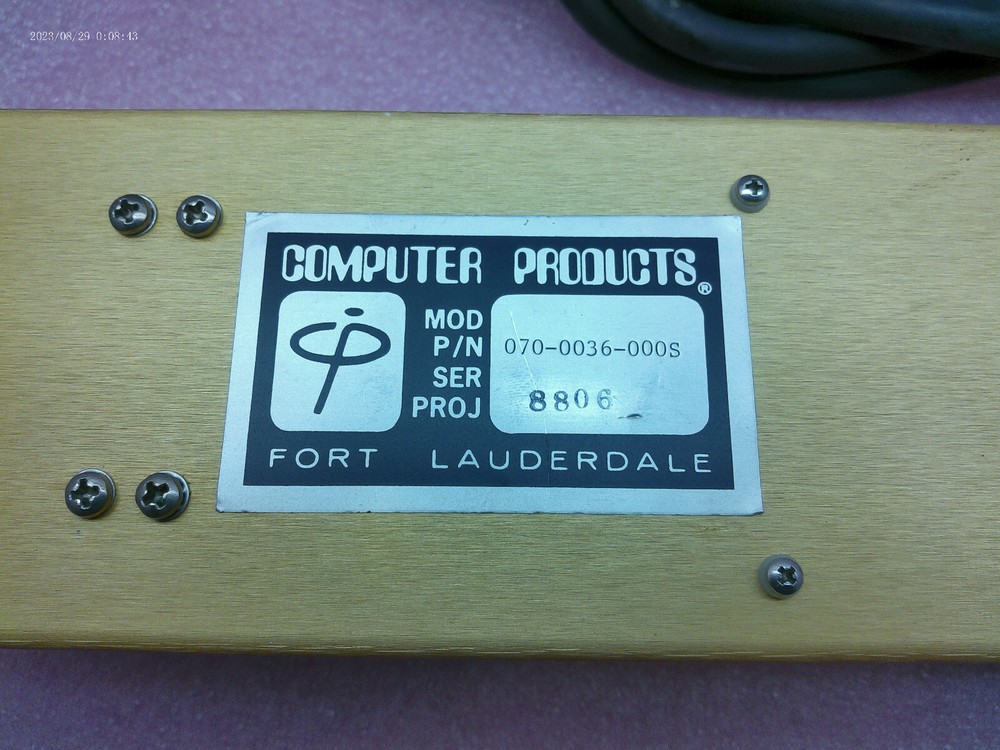 2023/08/29 0:08:43
COMPUTER PRODUCTS®
MOD
P/N 070-0036-000S
SER
PROJ 8806
FORT LAUDERDALE